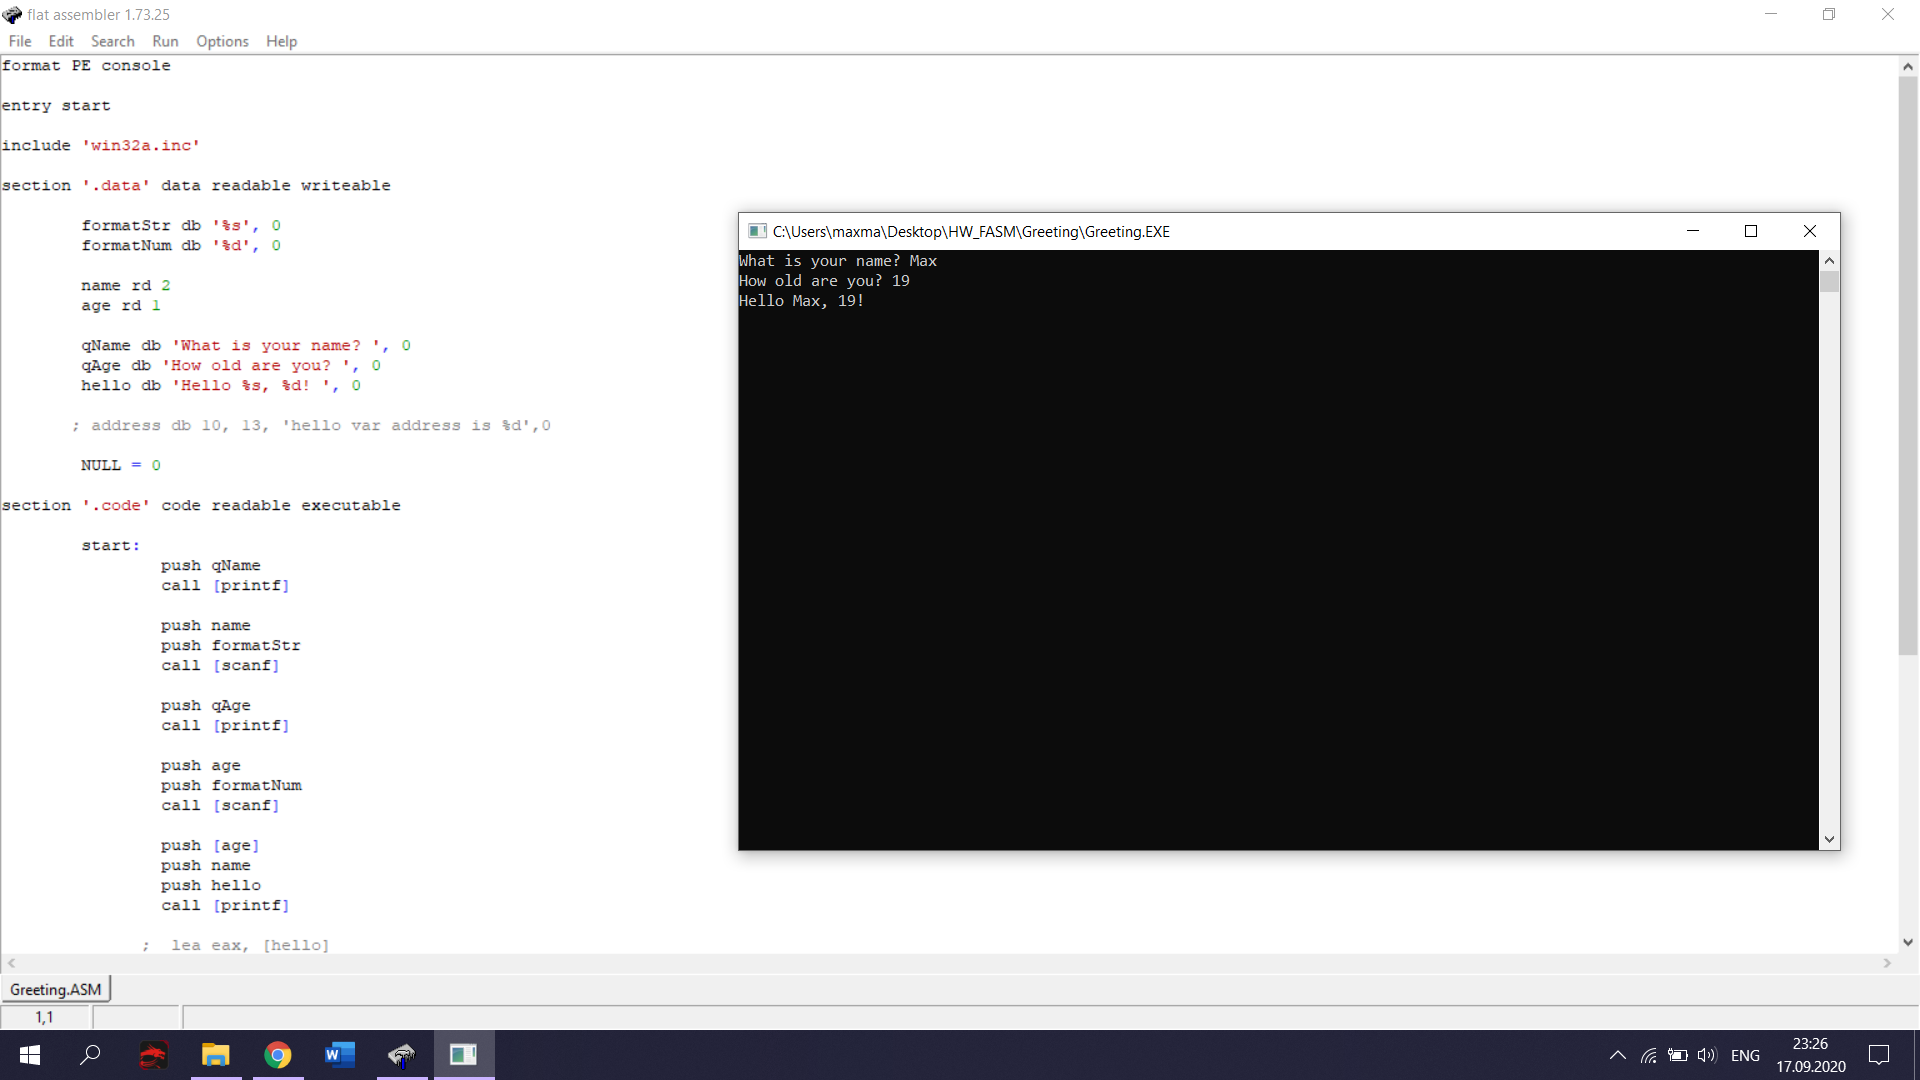 flat assembler 1.73.25
File Edit Search Run Options Help
format PE console
entry start
include 'win32a.inc'
section '.data' data readable writeable
formatStr db '%s', 0
formatNum db '%d', 0
name rd 2
age rd 1
qName db 'What is your name? ', 0
qAge db 'How old are you? ', 0
hello db 'Hello %s, %d! ', 0
; address db 10, 13, 'hello var address is %d',0
NULL = 0
section '.code' code readable executable
start:
push qName
call [printf]
push name
push formatStr
call [scanf]
push qAge
call [printf]
push age
push formatNum
call [scanf]
push [age]
push name
push hello
call [printf]
; lea eax, [hello]
Greeting.ASM
1,1
C:\Users\maxma\Desktop\HW_FASM\Greeting\Greeting.EXE
What is your name? Max
How old are you? 19
Hello Max, 19!
W
ENG
23:26
17.09.2020